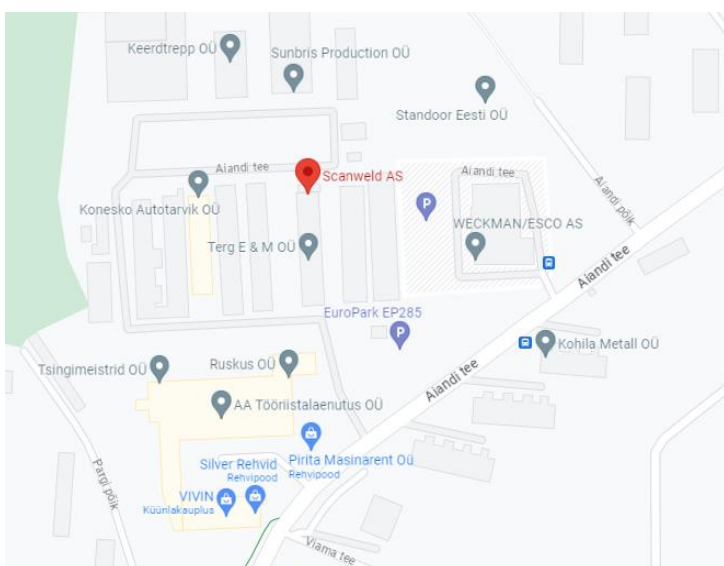 Keerdtrepp OÜ
Sunbris Production OÜ
Standoor Eesti OÜ
Aiandi tee
Scanweld AS
Aiandi tee
Aiandi põik
Konesko Autotarvik OÜ
P
WECKMAN/ESCO AS
Terg E & M OÜ
Aiandi tee
EuroPark EP285
P
Kohila Metall OÜ
Tsingimeistrid OÜ
Ruskus OÜ
Aiandi tee
AA Tööriistalaenutus OÜ
Pirita Masinarent OÜ
Rehvipood
Silver Rehvid
Rehvipood
Pargi põik
VIVIN
Küünlakauplus
Viama tee